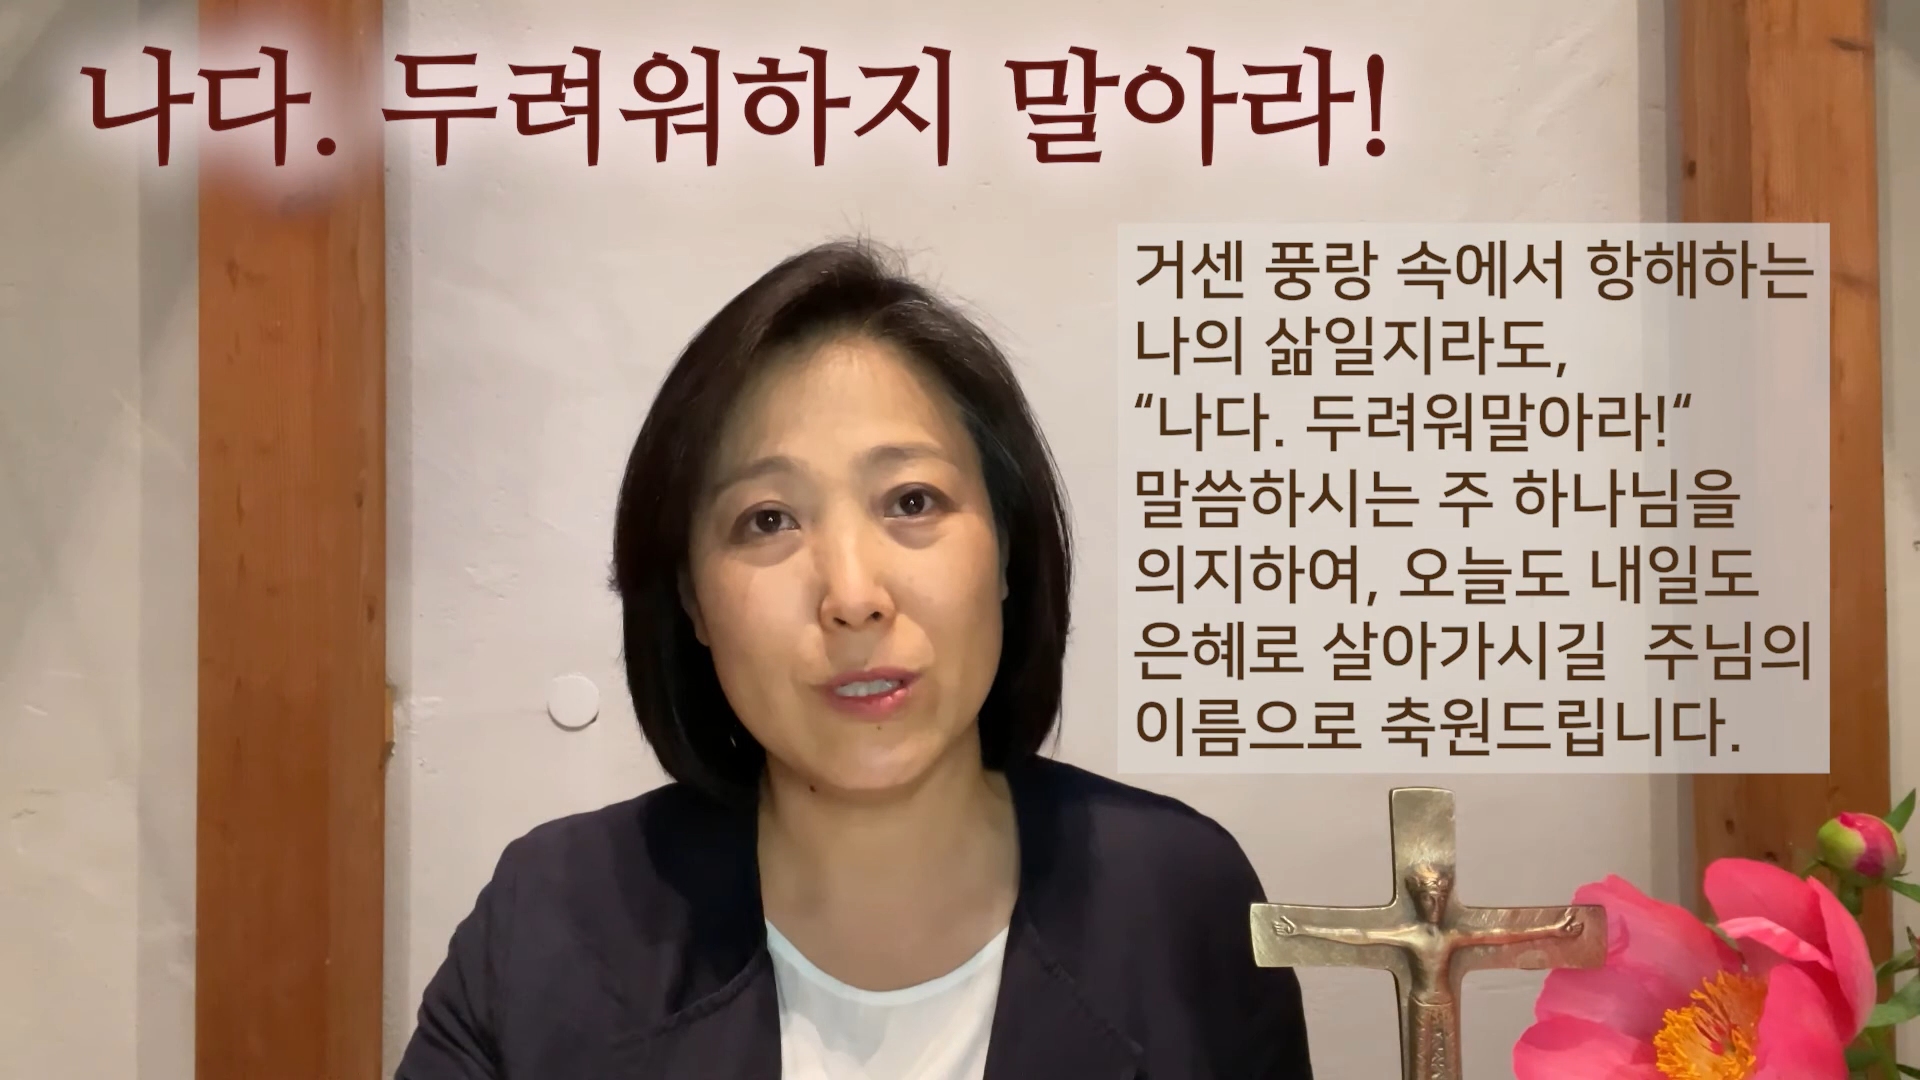 나다. 두려워하지 말아라!
거센 풍랑 속에서 항해하는
나의 삶일지라도,
“나다. 두려워말아라!“
말씀하시는 주 하나님을
의지하여, 오늘도 내일도
은혜로 살아가시길 주님의
이름으로 축원드립니다.